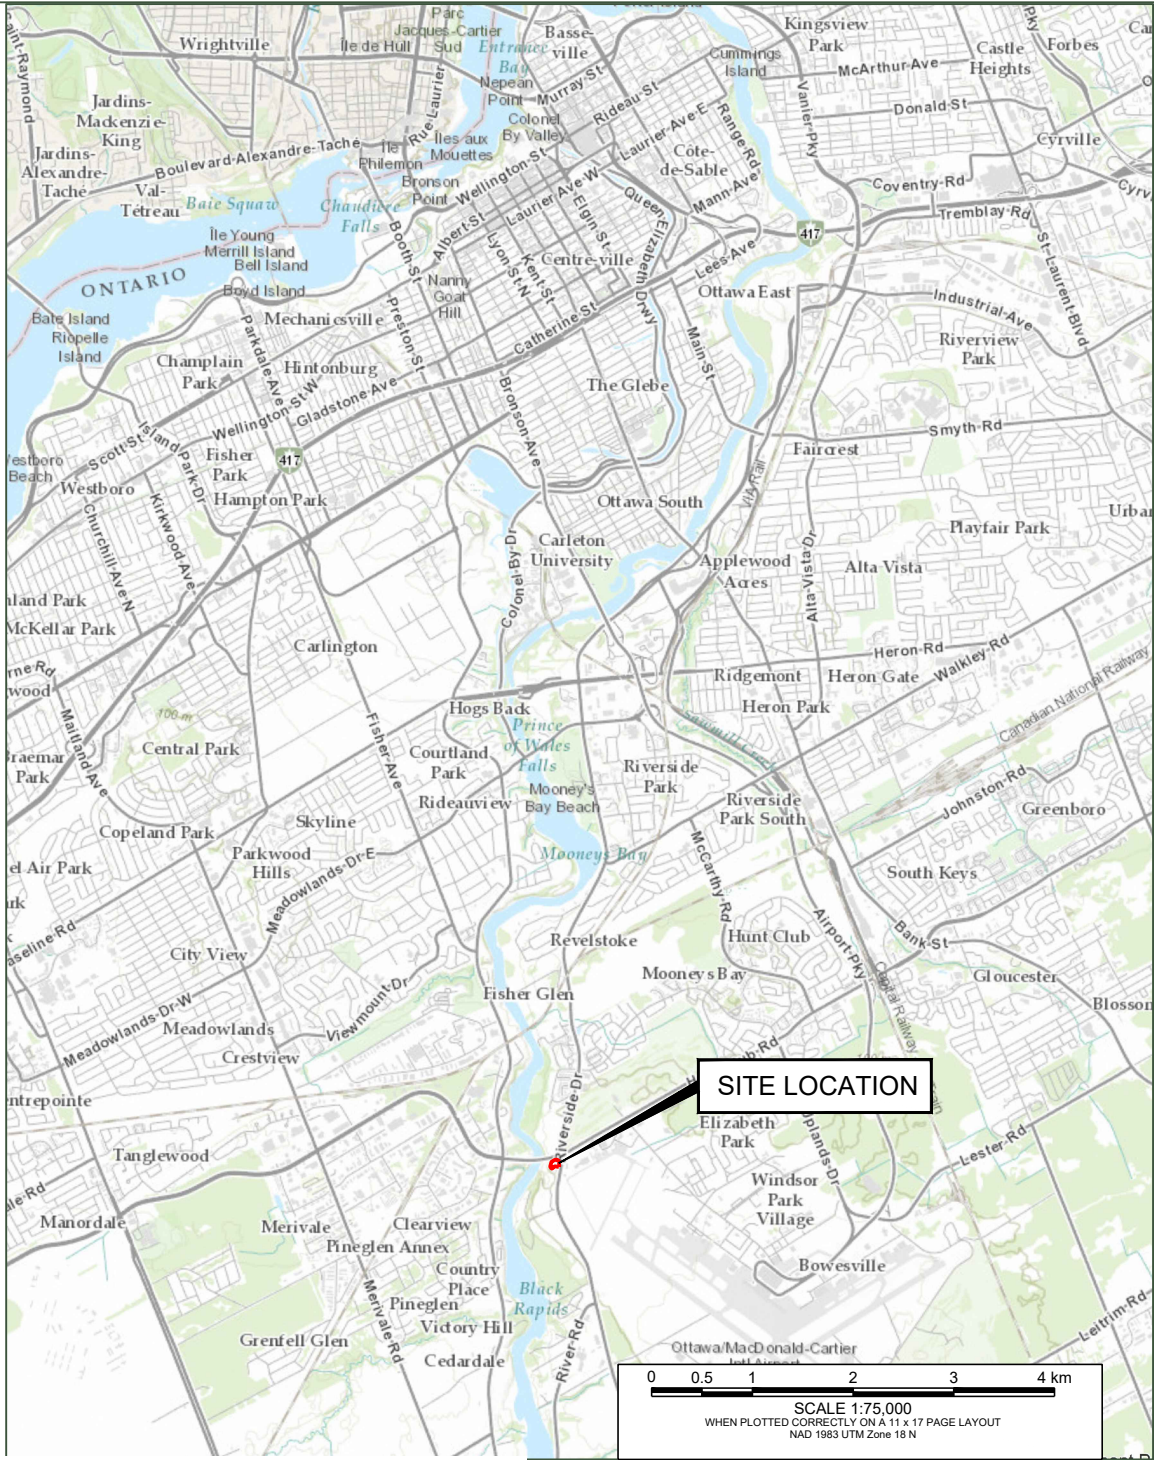 Parc
Jacques-Cartier
Sud
Wrightville
Île de Hull
Entrance
Bay
Basse-
ville
Kingsview
Park
Castle
Heights
Forbes
Cummings
Island
McArthur-Ave
Nepean
Point
Murray-St
Rideau-St
Colonel
By Valley
Vanier-Pky
Donald-St
Jardins-
Mackenzie-
King
Rue-Laurier
Boulevard-Alexandre-Taché
Île
Philemon
Îles aux
Mouettes
Laurier-Ave-E
Range-Rd
Cyrville
Jardins-
Alexandre-
Taché
Val-
Tétreau
Bronson
Point
Wellington-St
Côte-
de-Sable
Mann-Ave
Coventry-Rd
Baie Squaw
Chaudière
Falls
Laurier-Ave-W
Albert-St
Elgin-St
Queen Elizabeth Drwy
Tremblay-Rd
417
Île Young
Merrill Island
Bell Island
Booth-St
Lyon-St-N
Kent-St
Centre-ville
Lees-Ave
St-Laurent-Blvd
ONTARIO
Boyd Island
Nanny
Goat
Hill
Ottawa East
Industrial-Ave
Bate Island
Riopelle
Island
Mechanicsville
Preston-St
Catherine St
Main-St
Riverview
Park
Champlain
Park
Parkdale Ave
Hintonburg
Gladstone-Ave
Wellington-St-W
The Glebe
Bronson-Ave
Scott-St
Island-Park-Dr
Smyth-Rd
Fisher
Park
417
Faircrest
Westboro
Hampton Park
VIA Rail
Ottawa South
Kirkwood-Ave
Churchill-Ave-N
Playfair Park
Carleton
University
Colonel-By-Dr
Applewood
Acres
Alta-Vista-Dr
Alta-Vista
McKellar Park
Carlington
Heron-Rd
Walkley-Rd
Ridgemont
Heron Gate
Canadian National Railway
Hogs Back
Heron Park
Sawmill Creek
Maitland Ave
100 m
Central Park
Fisher-Ave
Courtland
Park
Prince
of Wales
Falls
Riverside
Park
Mooney's
Bay Beach
Johnston-Rd
Rideauview
Riverside
Park South
Greenboro
Copeland Park
Skyline
Parkwood
Hills
Meadowlands-Dr-E
Mooneys Bay
McCarthy-Rd
South Keys
Airport-Pky
Bank-St
City View
Revelstoke
Hunt Club
Mooneys Bay
Gloucester
Capital Railway
Fisher Glen
Viewmount-Dr
Meadowlands-Dr-W
Meadowlands
Crestview
SITE LOCATION
Riverside-Dr
Elizabeth
Park
Tanglewood
Lester-Rd
Windsor
Park
Village
Manordale
Merivale
Clearview
Pineglen Annex
Country
Place
Bowesville
Black
Rapids
Pineglen
Merivale-Rd
Victory Hill
Grenfell Glen
Cedardale
River-Rd
Leitrim-Rd
Ottawa/MacDonald-Cartier
Intl Airport
0 0.5 1 2 3 4 km
SCALE 1:75,000
WHEN PLOTTED CORRECTLY ON A 11 x 17 PAGE LAYOUT
NAD 1983 UTM Zone 18 N